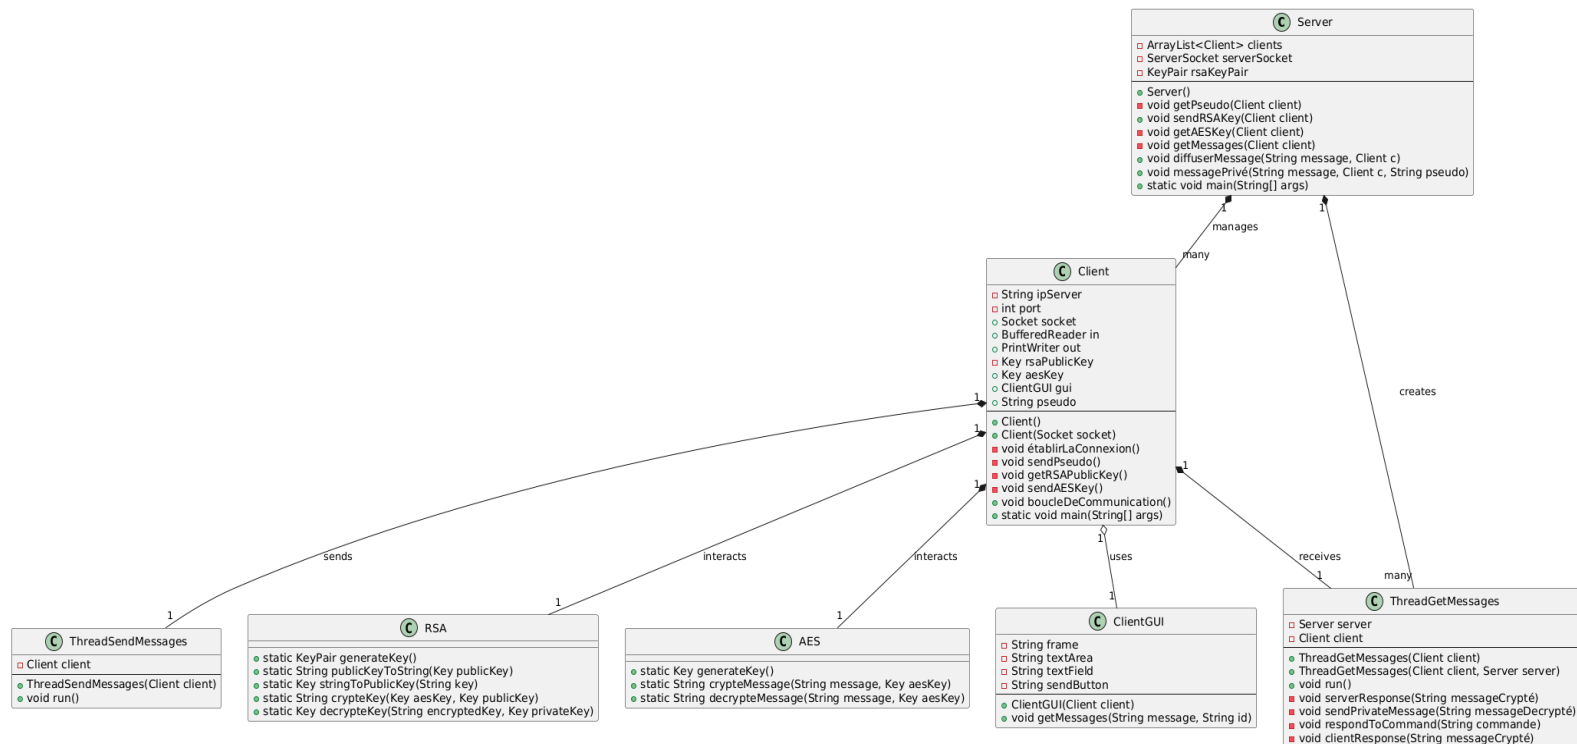 C Server
ArrayList<Client> clients
ServerSocket serverSocket
KeyPair rsaKeyPair
Server()
void getPseudo(Client client)
void sendRSAKey(Client client)
void getAESKey(Client client)
void getMessages(Client client)
void diffuserMessage(String message, Client c)
void messagePrivé(String message, Client c, String pseudo)
static void main(String[] args)
1
1
manages
many
creates
many
C Client
String ipServer
int port
Socket socket
BufferedReader in
PrintWriter out
Key rsaPublicKey
Key aesKey
ClientGUI gui
String pseudo
Client()
Client(Socket socket)
void établirLaConnexion()
void sendPseudo()
void getRSAPublicKey()
void sendAESKey()
void boucleDeCommunication()
static void main(String[] args)
1
1
1
1
1
sends
interacts
interacts
uses
receives
1
1
1
1
1
C ThreadSendMessages
Client client
ThreadSendMessages(Client client)
void run()
C RSA
static KeyPair generateKey()
static String publicKeyToString(Key publicKey)
static Key stringToPublicKey(String key)
static String crypteKey(Key aesKey, Key publicKey)
static Key decrypteKey(String encryptedKey, Key privateKey)
C AES
static Key generateKey()
static String crypteMessage(String message, Key aesKey)
static String decrypteMessage(String message, Key aesKey)
C ClientGUI
String frame
String textArea
String textField
String sendButton
ClientGUI(Client client)
void getMessages(String message, String id)
C ThreadGetMessages
Server server
Client client
ThreadGetMessages(Client client)
ThreadGetMessages(Client client, Server server)
void run()
void serverResponse(String messageCrypté)
void sendPrivateMessage(String messageDecrypté)
void respondToCommand(String commande)
void clientResponse(String messageCrypté)